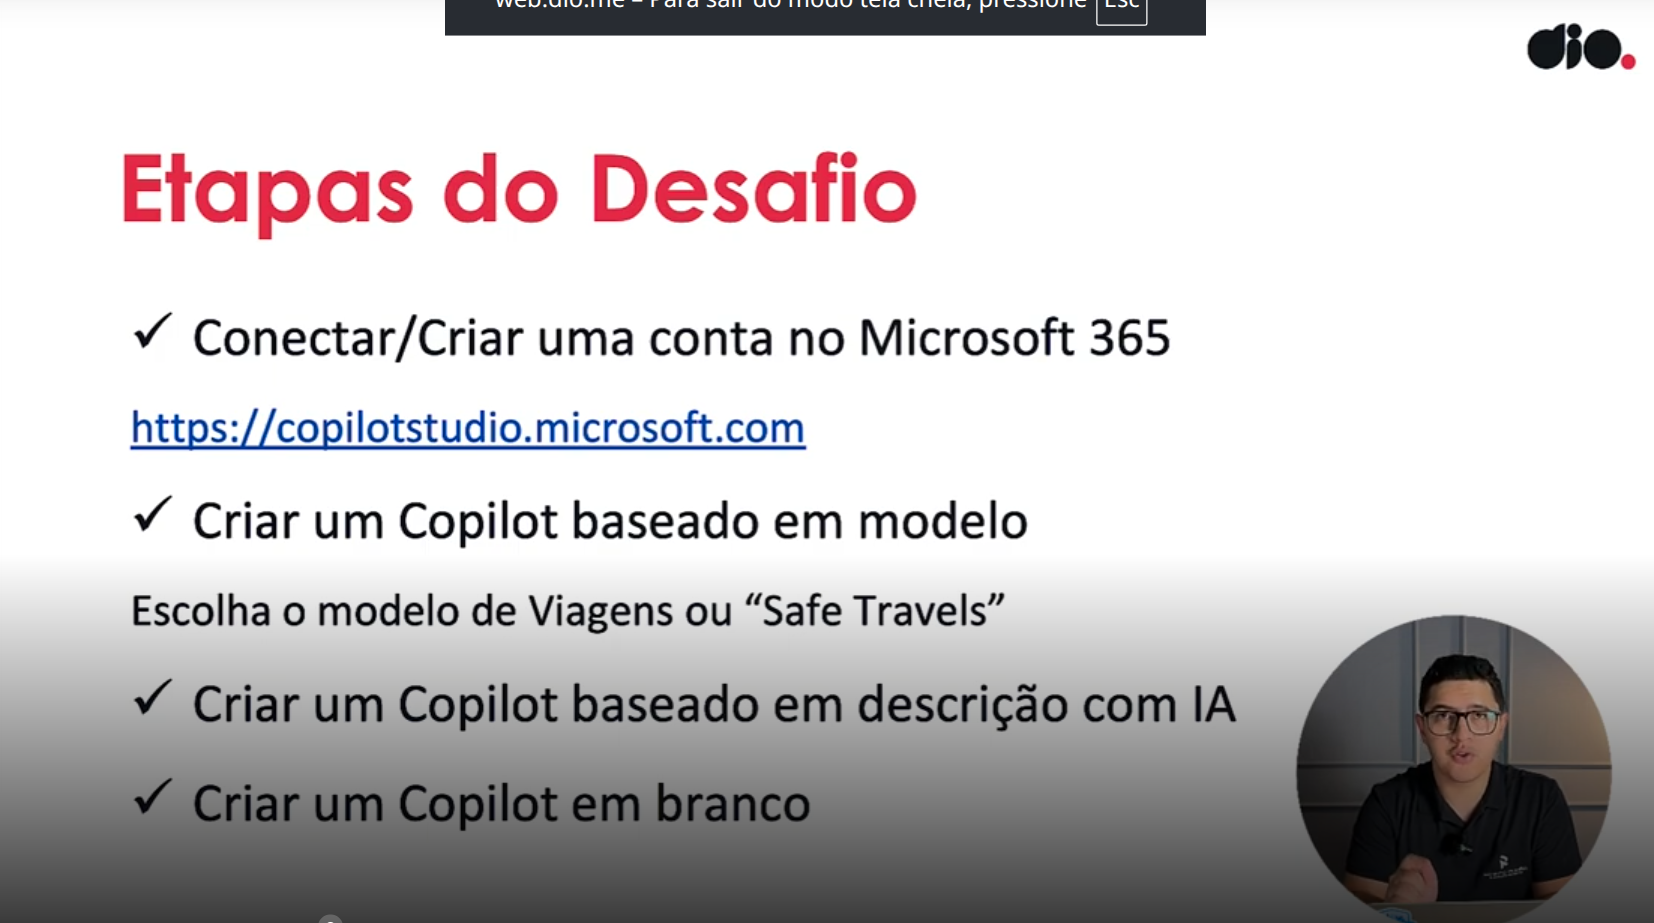 web.dio.me – Para sair do modo tela cheia, pressione Esc
dio.
Etapas do Desafio
✓ Conectar/Criar uma conta no Microsoft 365
https://copilotstudio.microsoft.com
✓ Criar um Copilot baseado em modelo
Escolha o modelo de Viagens ou “Safe Travels”
✓ Criar um Copilot baseado em descrição com IA
✓ Criar um Copilot em branco